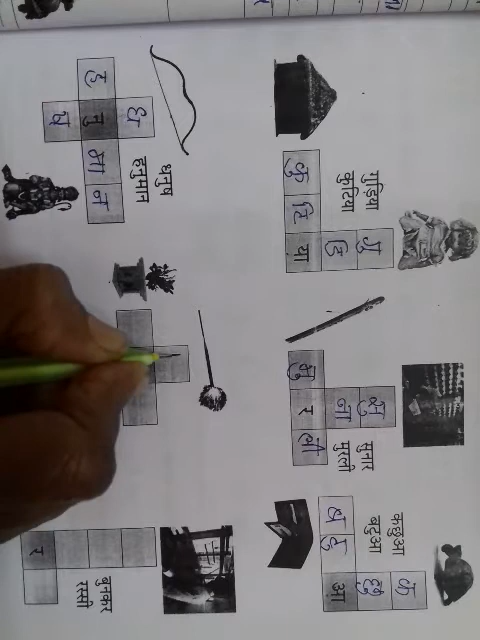 गुड़िया
कुटिया
कु
टि
या
ड़ि
गु
सुनार
मुरली
मु
र
ली
ना
सु
कछुआ
बटुआ
ब
टु
आ
छु
क
धनुष
हनुमान
ह
ष
नु
ध
मा
न
बुनकर
रस्सी
र